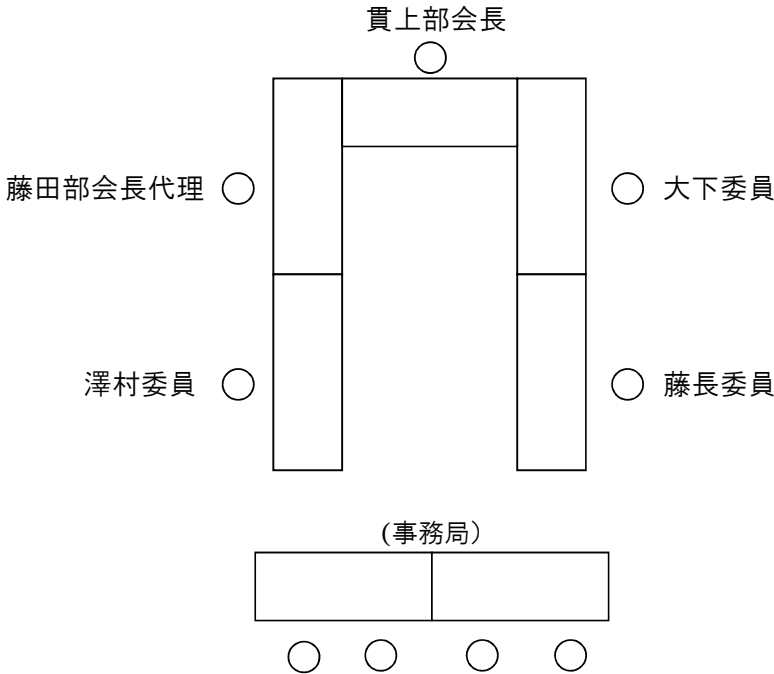 貫上部会長
藤田部会長代理
大下委員
澤村委員
藤長委員
(事務局）